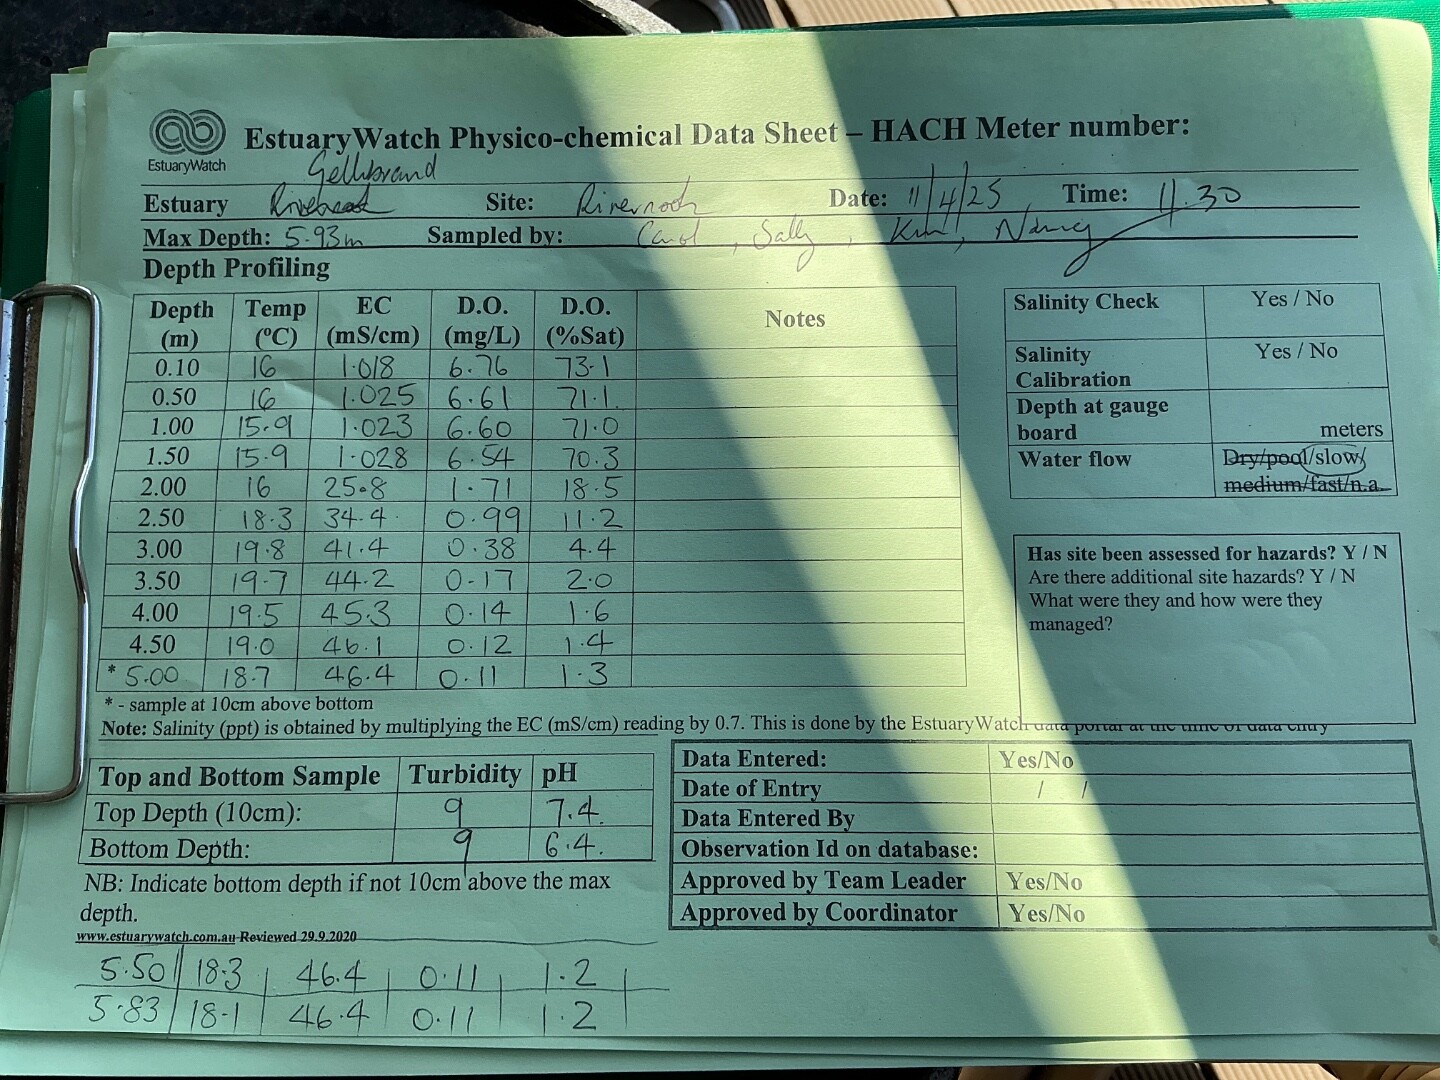 EstuaryWatch
EstuaryWatch Physico-chemical Data Sheet – HACH Meter number:
Gellibrand
Estuary Site: Rivernook Date: 11/4/25 Time: 11.30
Max Depth: 5.93m Sampled by: Carol, Sally, Kim, Nancy
Depth Profiling
Depth (m) Temp (ºC) EC (mS/cm) D.O. (mg/L) D.O. (%Sat) Notes
0.10 16 1.018 6.76 73.1
0.50 16 1.025 6.61 71.1
1.00 15.9 1.023 6.60 71.0
1.50 15.9 1.028 6.54 70.3
2.00 16 25.8 1.71 18.5
2.50 18.3 34.4 0.99 11.2
3.00 19.8 41.4 0.38 4.4
3.50 19.7 44.2 0.17 2.0
4.00 19.5 45.3 0.14 1.6
4.50 19.0 46.1 0.12 1.4
* 5.00 18.7 46.4 0.11 1.3
* - sample at 10cm above bottom
Note: Salinity (ppt) is obtained by multiplying the EC (mS/cm) reading by 0.7. This is done by the EstuaryWatch data portal at the time of data entry
Salinity Check Yes / No
Salinity Calibration Yes / No
Depth at gauge board meters
Water flow Dry/pool/slow/
medium/fast/n.a.
Has site been assessed for hazards? Y / N
Are there additional site hazards? Y / N
What were they and how were they
managed?
Top and Bottom Sample Turbidity pH
Top Depth (10cm): 9 7.4
Bottom Depth: 9 6.4.
NB: Indicate bottom depth if not 10cm above the max
depth.
www.estuarywatch.com.au Reviewed 29.9.2020
5.50 18.3 46.4 0.11 1.2
5.83 18.1 46.4 0.11 1.2
Data Entered: Yes/No
Date of Entry / /
Data Entered By
Observation Id on database:
Approved by Team Leader Yes/No
Approved by Coordinator Yes/No